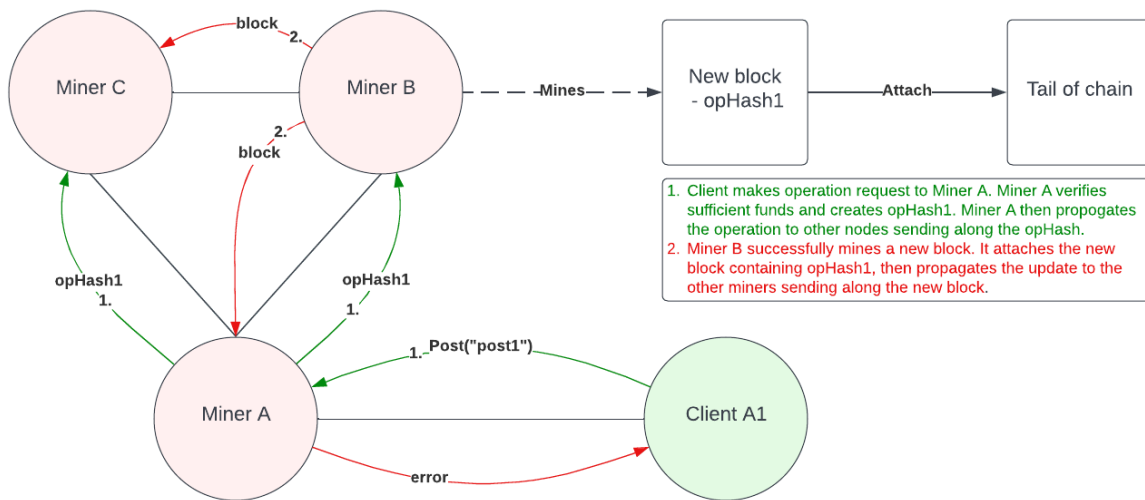 block
2.
Miner C
Miner B
Mines
New block
- opHash1
Attach
Tail of chain
2.
block
1. Client makes operation request to Miner A. Miner A verifies
sufficient funds and creates opHash1. Miner A then propogates
the operation to other nodes sending along the opHash.
2. Miner B successfully mines a new block. It attaches the new
block containing opHash1, then propagates the update to the
other miners sending along the new block.
opHash1
1.
opHash1
1.
1. Post("post1")
Miner A
Client A1
error